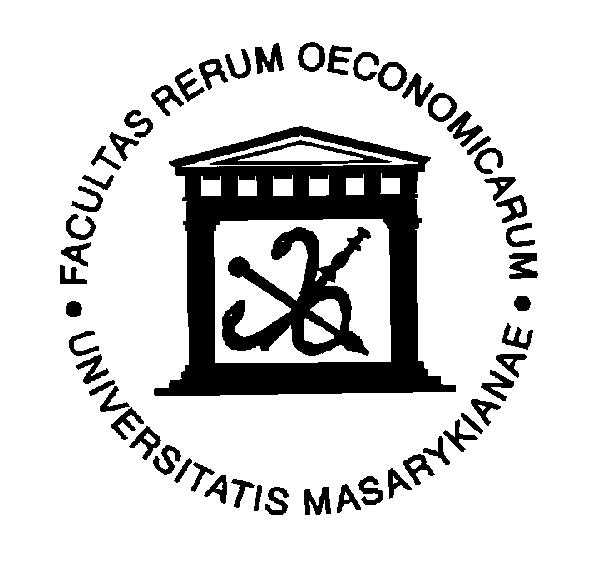 FACULTAS RERUM OECONOMICARUM
UNIVERSITATIS MASARYKIANAE